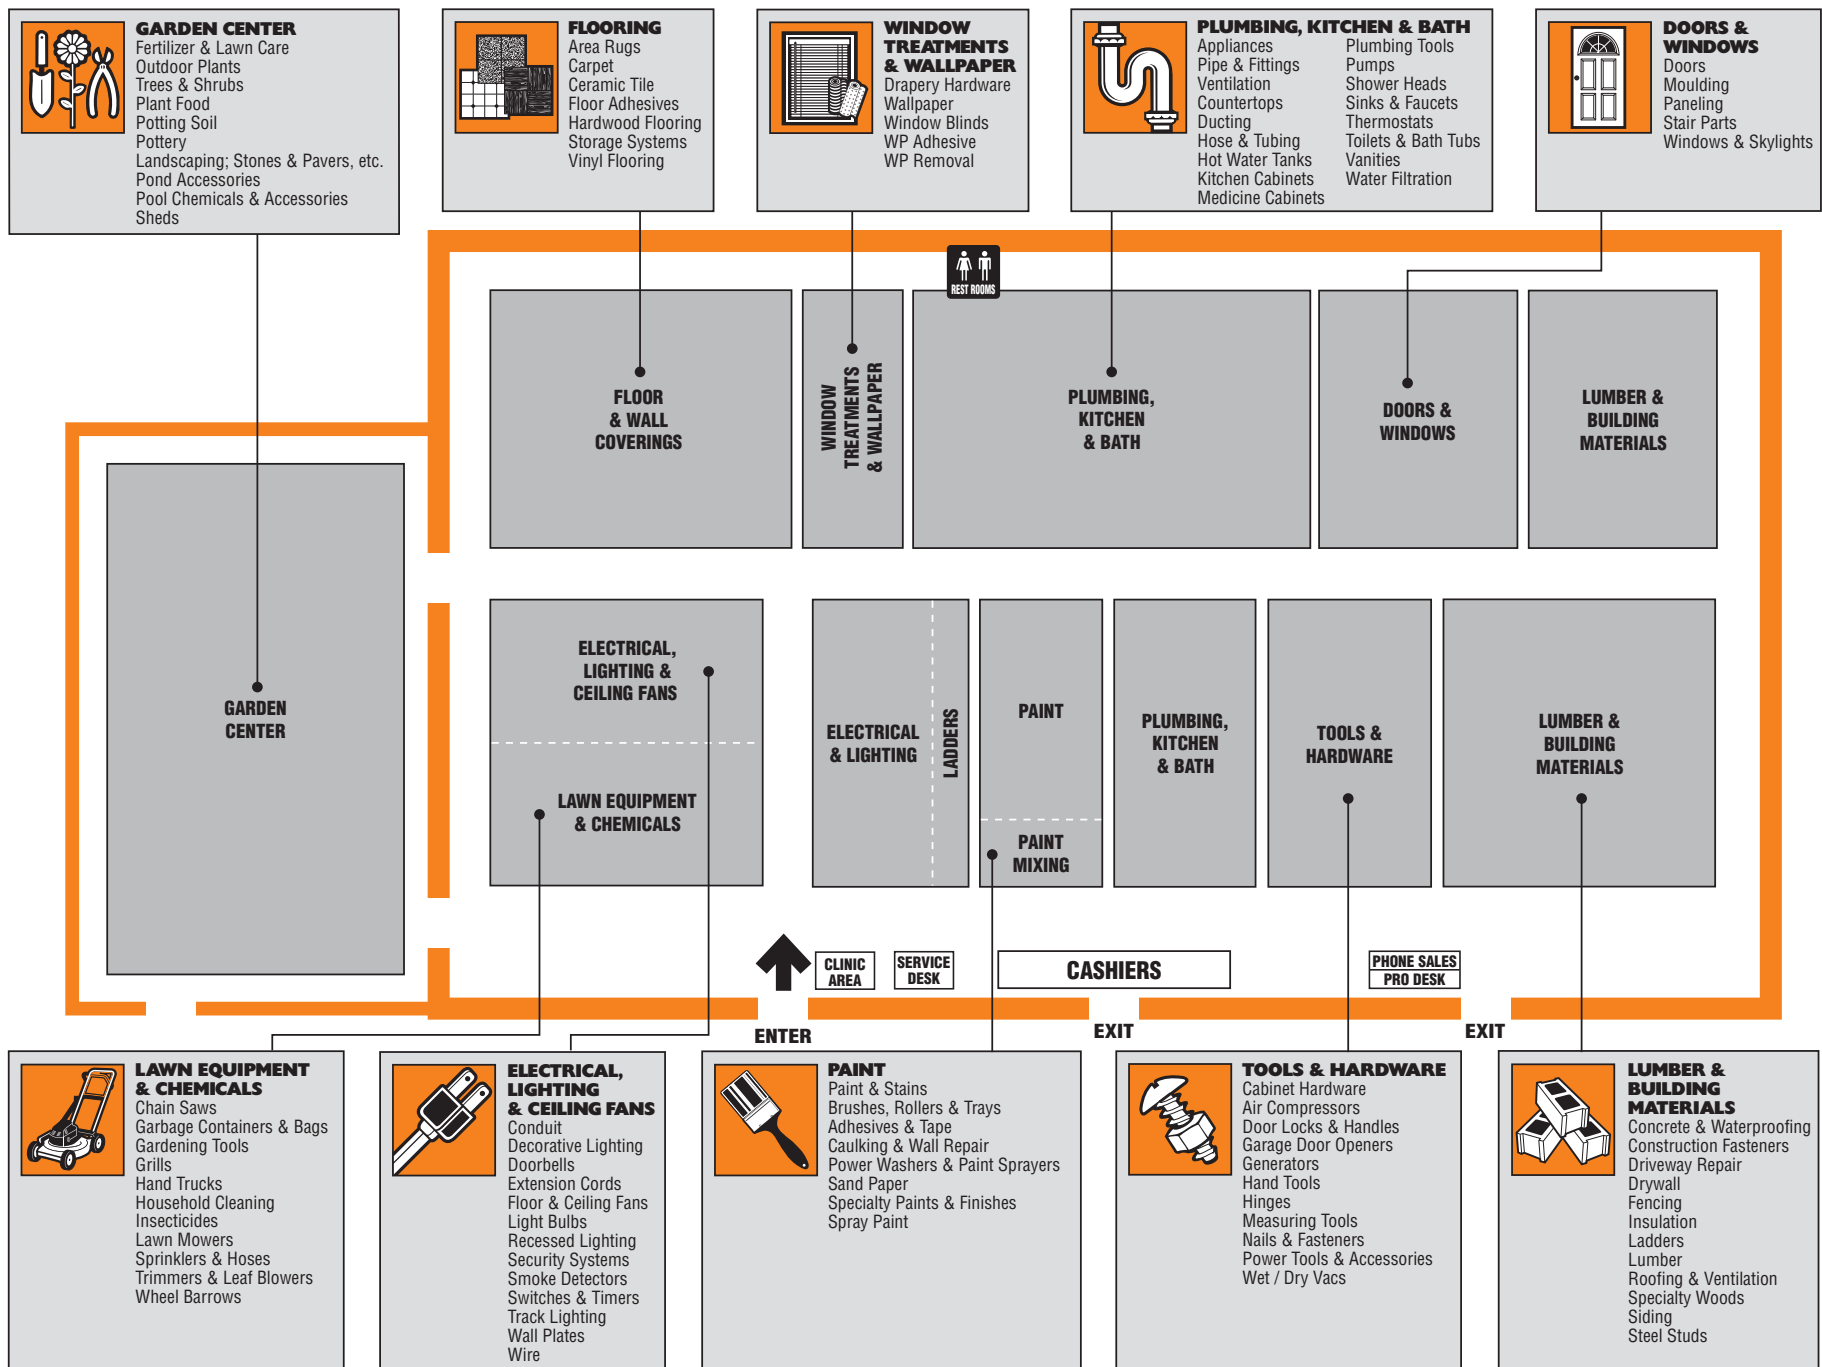 GARDEN CENTER
Fertilizer & Lawn Care
Outdoor Plants
Trees & Shrubs
Plant Food
Potting Soil
Pottery
Landscaping; Stones & Pavers, etc.
Pond Accessories
Pool Chemicals & Accessories
Sheds
FLOORING
Area Rugs
Carpet
Ceramic Tile
Floor Adhesives
Hardwood Flooring
Storage Systems
Vinyl Flooring
WINDOW
TREATMENTS
& WALLPAPER
Drapery Hardware
Wallpaper
Window Blinds
WP Adhesive
WP Removal
PLUMBING, KITCHEN & BATH
Appliances
Pipe & Fittings
Ventilation
Countertops
Ducting
Hose & Tubing
Hot Water Tanks
Kitchen Cabinets
Medicine Cabinets
Plumbing Tools
Pumps
Shower Heads
Sinks & Faucets
Thermostats
Toilets & Bath Tubs
Vanities
Water Filtration
DOORS &
WINDOWS
Doors
Moulding
Paneling
Stair Parts
Windows & Skylights
REST ROOMS
FLOOR
& WALL
COVERINGS
WINDOW
TREATMENTS
& WALLPAPER
PLUMBING,
KITCHEN
& BATH
DOORS &
WINDOWS
LUMBER &
BUILDING
MATERIALS
GARDEN
CENTER
ELECTRICAL,
LIGHTING &
CEILING FANS
LAWN EQUIPMENT
& CHEMICALS
ELECTRICAL
& LIGHTING
LADDERS
PAINT
PAINT
MIXING
PLUMBING,
KITCHEN
& BATH
TOOLS &
HARDWARE
LUMBER &
BUILDING
MATERIALS
CLINIC
AREA
SERVICE
DESK
CASHIERS
PHONE SALES
PRO DESK
ENTER
EXIT
EXIT
LAWN EQUIPMENT
& CHEMICALS
Chain Saws
Garbage Containers & Bags
Gardening Tools
Grills
Hand Trucks
Household Cleaning
Insecticides
Lawn Mowers
Sprinklers & Hoses
Trimmers & Leaf Blowers
Wheel Barrows
ELECTRICAL,
LIGHTING
& CEILING FANS
Conduit
Decorative Lighting
Doorbells
Extension Cords
Floor & Ceiling Fans
Light Bulbs
Recessed Lighting
Security Systems
Smoke Detectors
Switches & Timers
Track Lighting
Wall Plates
Wire
PAINT
Paint & Stains
Brushes, Rollers & Trays
Adhesives & Tape
Caulking & Wall Repair
Power Washers & Paint Sprayers
Sand Paper
Specialty Paints & Finishes
Spray Paint
TOOLS & HARDWARE
Cabinet Hardware
Air Compressors
Door Locks & Handles
Garage Door Openers
Generators
Hand Tools
Hinges
Measuring Tools
Nails & Fasteners
Power Tools & Accessories
Wet / Dry Vacs
LUMBER &
BUILDING
MATERIALS
Concrete & Waterproofing
Construction Fasteners
Driveway Repair
Drywall
Fencing
Insulation
Ladders
Lumber
Roofing & Ventilation
Specialty Woods
Siding
Steel Studs